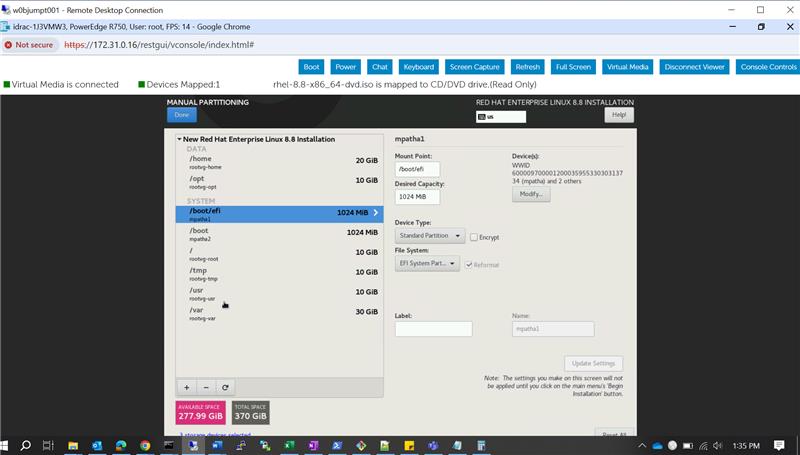 w0bjumpt001 - Remote Desktop Connection
idrac-1J3VMW3, PowerEdge R750, User: root, FPS: 14 - Google Chrome
Not secure https://172.31.0.16/restgui/vconsole/index.html#
Boot Power Chat Keyboard Screen Capture Refresh Full Screen Virtual Media Disconnect Viewer Console Controls
Virtual Media is connected Devices Mapped:1 rhel-8.8-x86_64-dvd.iso is mapped to CD/DVD drive.(Read Only)
MANUAL PARTITIONING RED HAT ENTERPRISE LINUX 8.8 INSTALLATION
Done us Help!
New Red Hat Enterprise Linux 8.8 Installation
DATA
/home 20 GiB
rootvg-home
/opt 10 GiB
rootvg-opt
SYSTEM
/boot/efi 1024 MiB
mpatha1
/boot 1024 MiB
mpatha2
/ 10 GiB
rootvg-root
/tmp 10 GiB
rootvg-tmp
/usr 10 GiB
rootvg-usr
/var 30 GiB
rootvg-var
+ −
AVAILABLE SPACE
277.99 GiB
TOTAL SPACE
370 GiB
3 storage devices selected
mpatha1
Mount Point:
/boot/efi
Desired Capacity:
1024 MiB
Device(s):
WWID
60000970000120003595533030313734 (mpatha) and 2 others
Modify...
Device Type:
Standard Partition Encrypt
File System:
EFI System Part... Reformat
Label: Name:
mpatha1
Update Settings
Note: The settings you make on this screen will not
be applied until you click on the main menu's 'Begin
Installation' button.
Reset All
1:35 PM